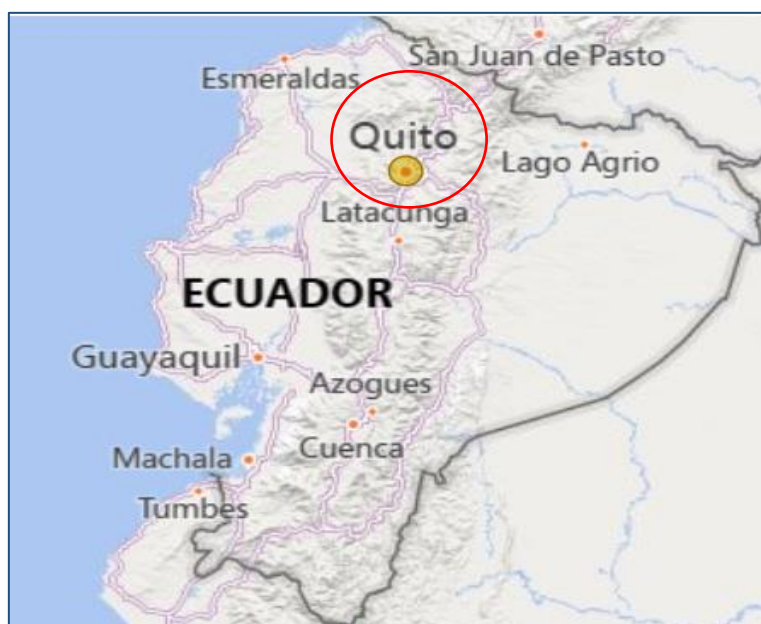 San Juan de Pasto
Esmeraldas
Quito
Lago Agrio
Latacunga
ECUADOR
Guayaquil
Azogues
Cuenca
Machala
Tumbes